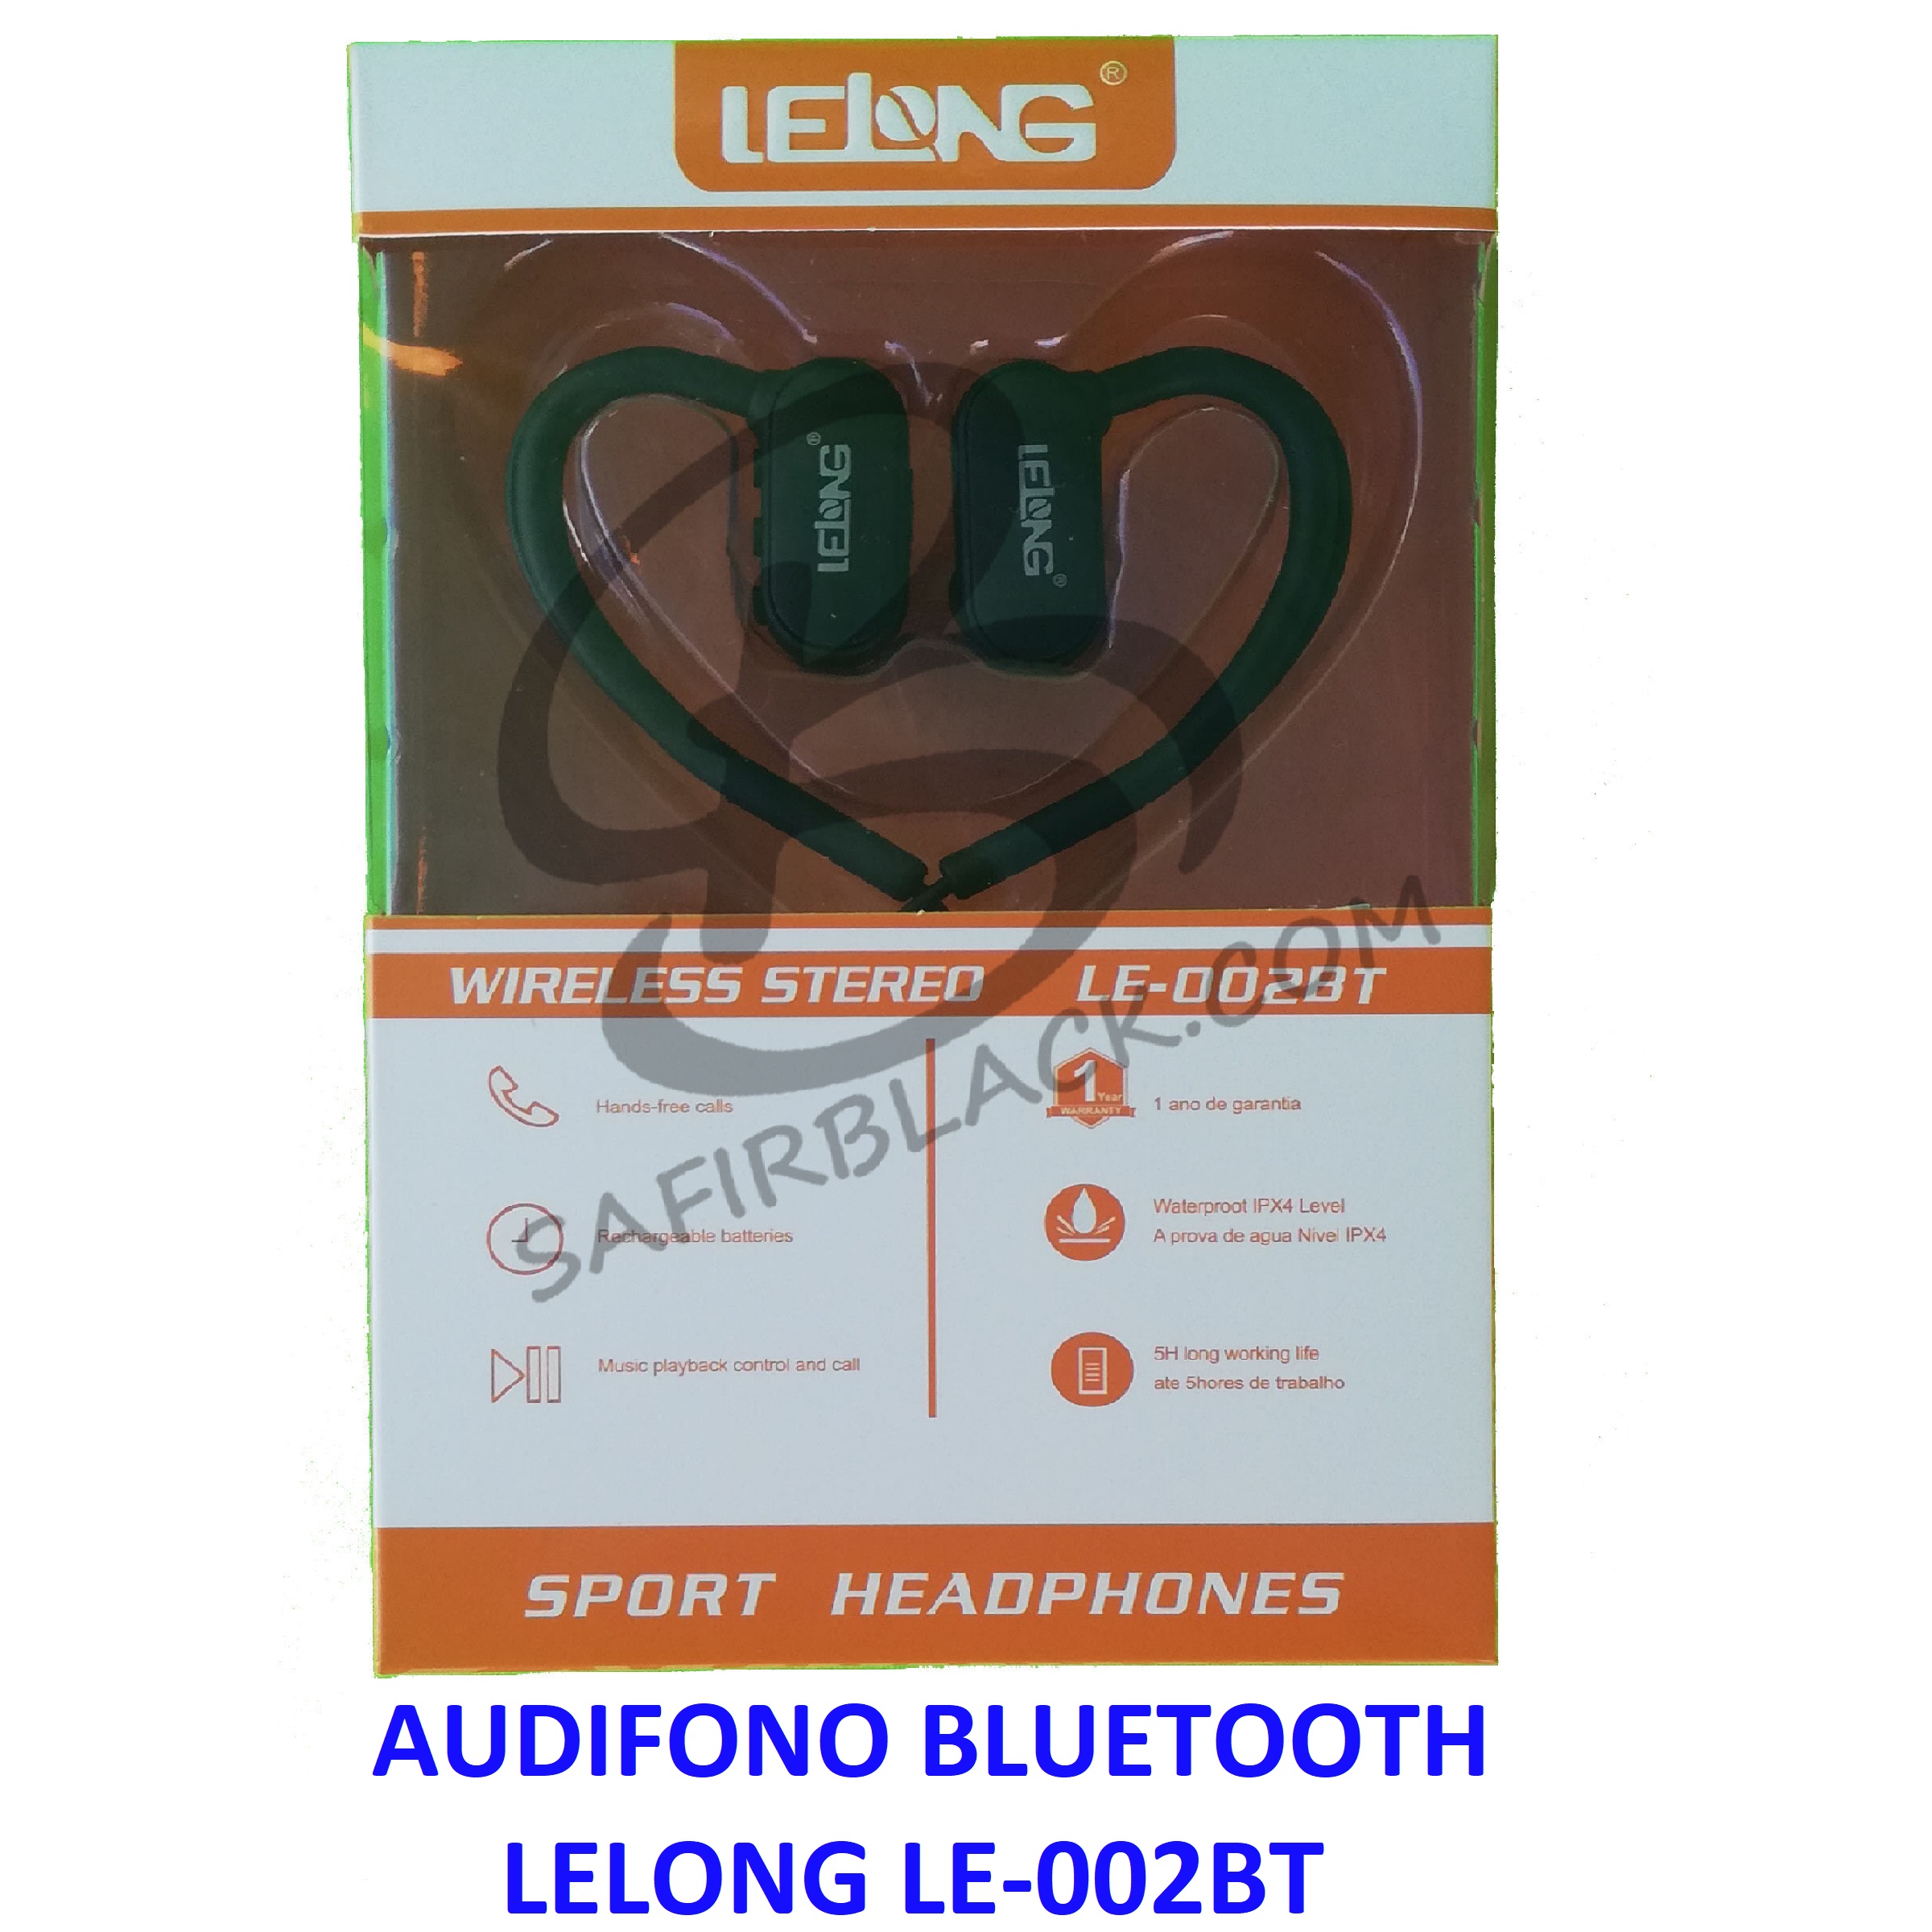 LELONG ®
LELONG ®
LELONG ®
WIRELESS STEREO LE-002BT
Hands-free calls
1 Year
WARRANTY
1 ano de garantia
Rechargeable batteries
Waterproot IPX4 Level
A prova de agua Nivel IPX4
Music playback control and call
5H long working life
ate 5hores de trabalho
SAFIRBLACK.COM
SPORT HEADPHONES
AUDIFONO BLUETOOTH
LELONG LE-002BT